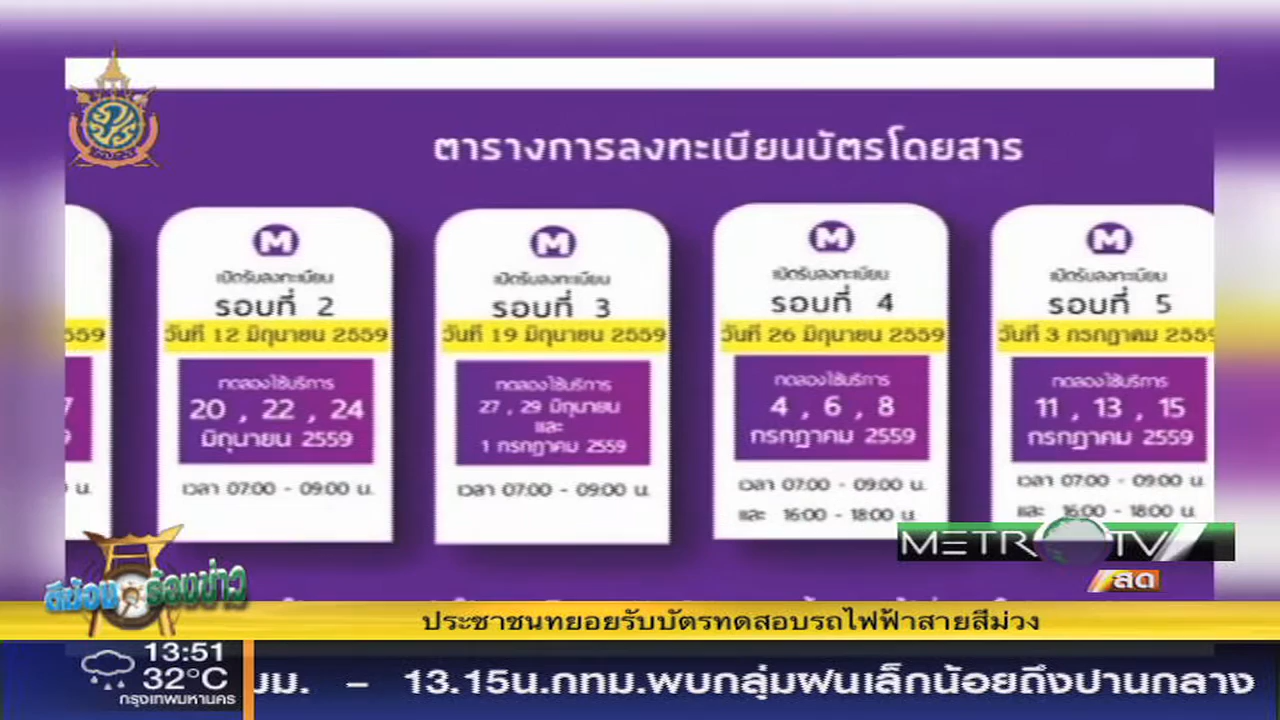 ตารางการลงทะเบียนบัตรโดยสาร
559
น.
M
เปิดรับลงทะเบียน
รอบที่ 2
วันที่ 12 มิถุนายน 2559
ทดลองใช้บริการ
20 , 22 , 24
มิถุนายน 2559
เวลา 07:00 - 09:00 น.
M
เปิดรับลงทะเบียน
รอบที่ 3
วันที่ 19 มิถุนายน 2559
ทดลองใช้บริการ
27 , 29 มิถุนายน
และ
1 กรกฎาคม 2559
เวลา 07:00 - 09:00 น.
M
เปิดรับลงทะเบียน
รอบที่ 4
วันที่ 26 มิถุนายน 2559
ทดลองใช้บริการ
4 , 6 , 8
กรกฎาคม 2559
เวลา 07:00 - 09:00 น.
และ 16:00 - 18:00 น.
M
เปิดรับลงทะเบียน
รอบที่ 5
วันที่ 3 กรกฎาคม 2559
ทดลองใช้บริการ
11 , 13 , 15
กรกฎาคม 2559
เวลา 07:00 - 09:00 น.
และ 16:00 - 18:00 น.
METROTV
สด
ตีฆ้องร้องข่าว
ประชาชนทยอยรับบัตรทดสอบรถไฟฟ้าสายสีม่วง
13:51
32°C
กรุงเทพมหานคร
มม. - 13.15น.กทม.พบกลุ่มฝนเล็กน้อยถึงปานกลาง